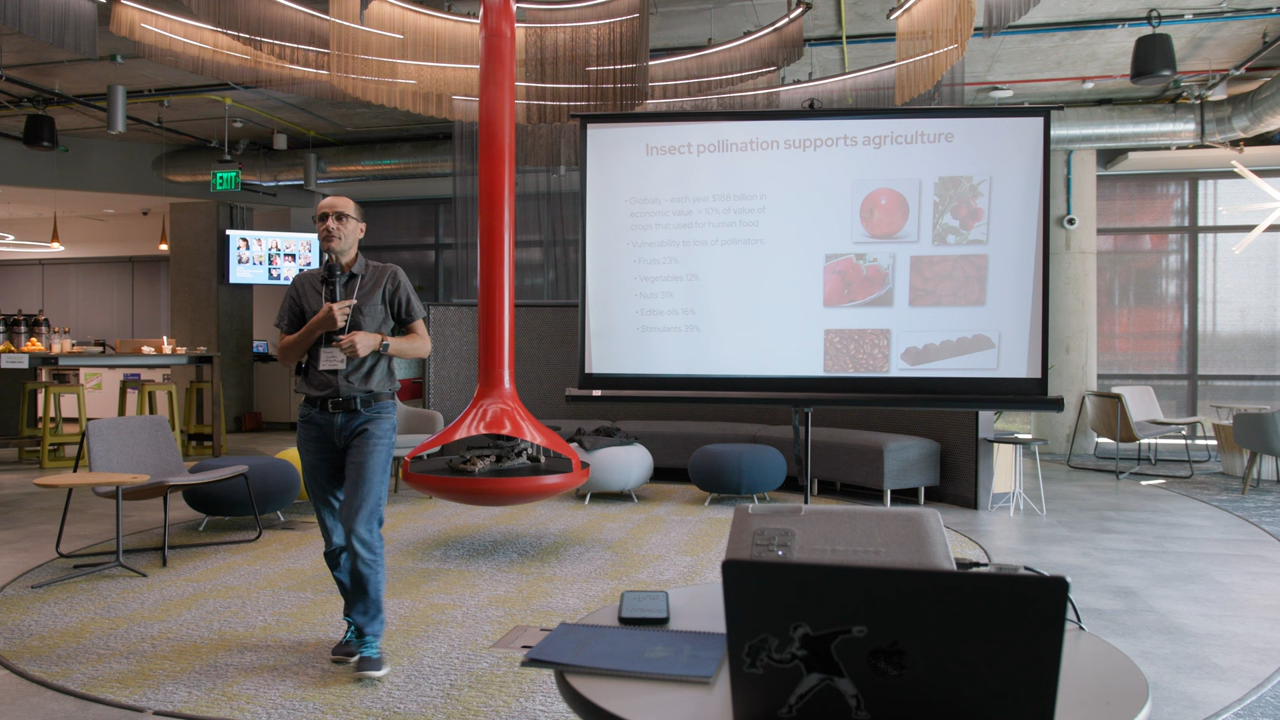 Insect pollination supports agriculture
EXIT
• Globally – each year $188 billion in
economic value ≈ 10% of value of
crops that used for human food
• Vulnerability to loss of pollinators:
• Fruits 23%
• Vegetables 12%
• Nuts 31%
• Edible oils 16%
• Stimulants 39%